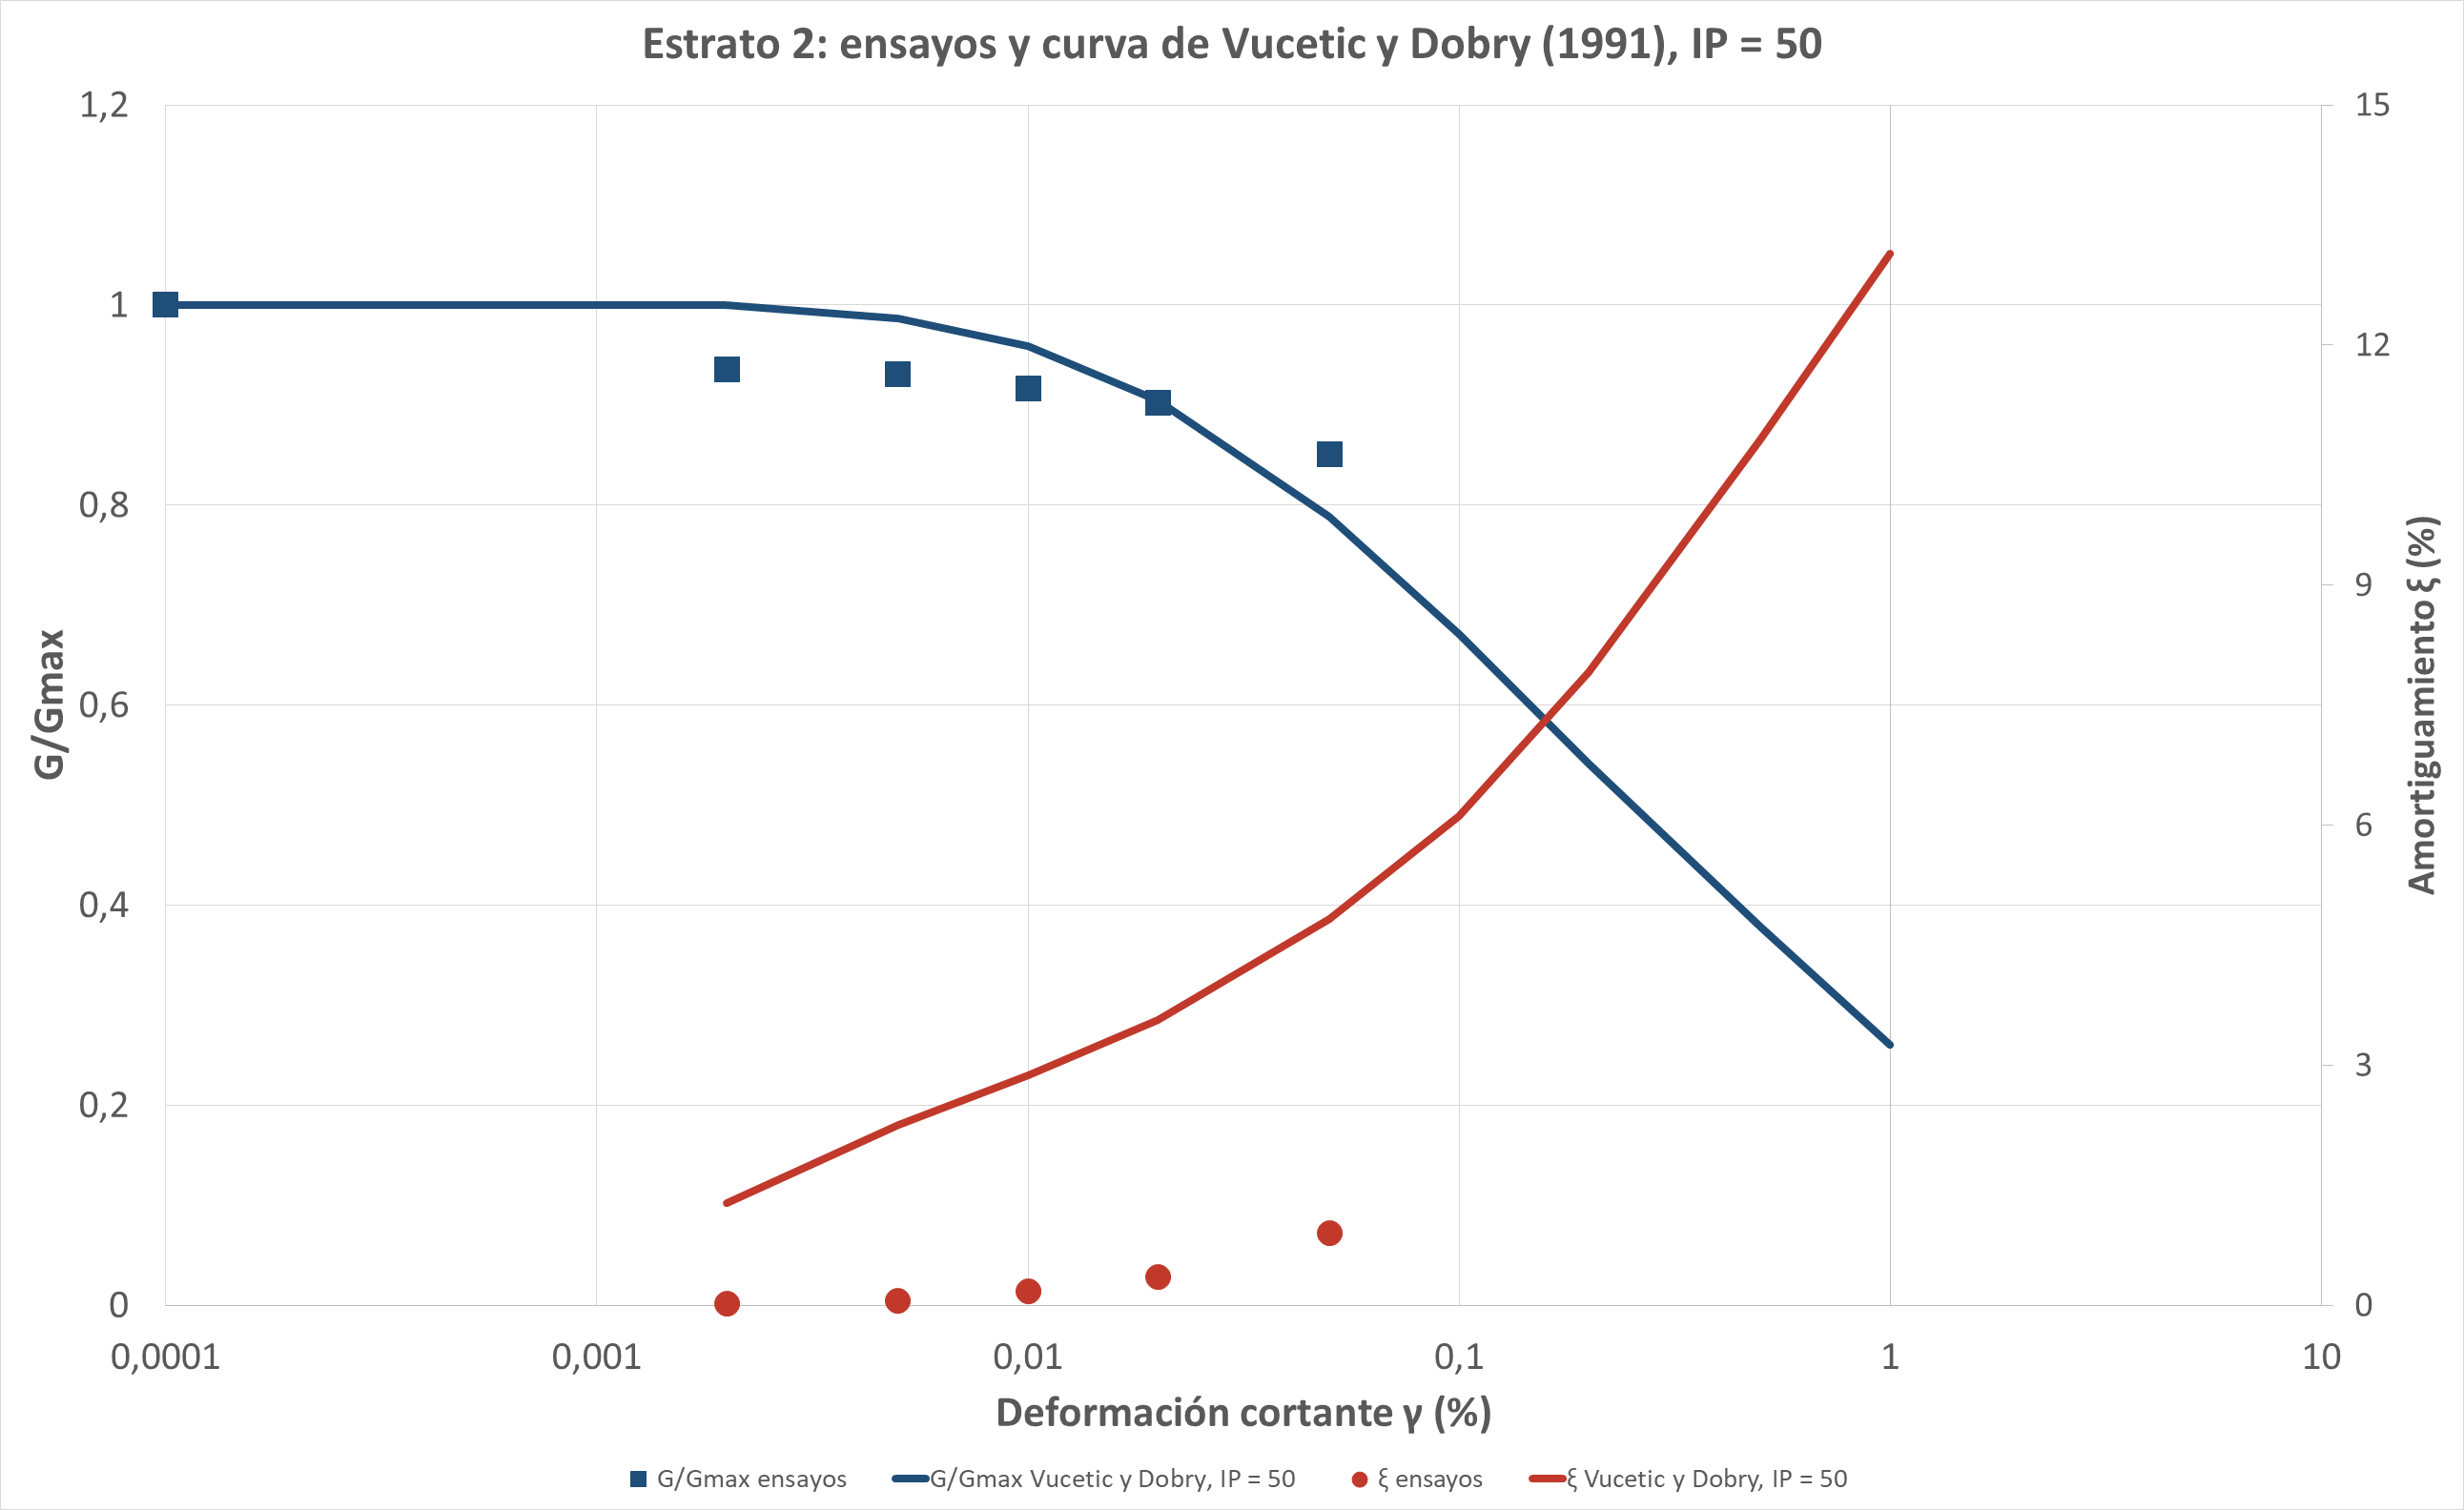 Estrato 2: ensayos y curva de Vucetic y Dobry (1991), IP = 50
1,2
1
0,8
0,6
0,4
0,2
0
G/Gmax
15
12
9
6
3
0
Amortiguamiento ξ (%)
0,0001
0,001
0,01
0,1
1
10
Deformación cortante γ (%)
G/Gmax ensayos
G/Gmax Vucetic y Dobry, IP = 50
ξ ensayos
ξ Vucetic y Dobry, IP = 50